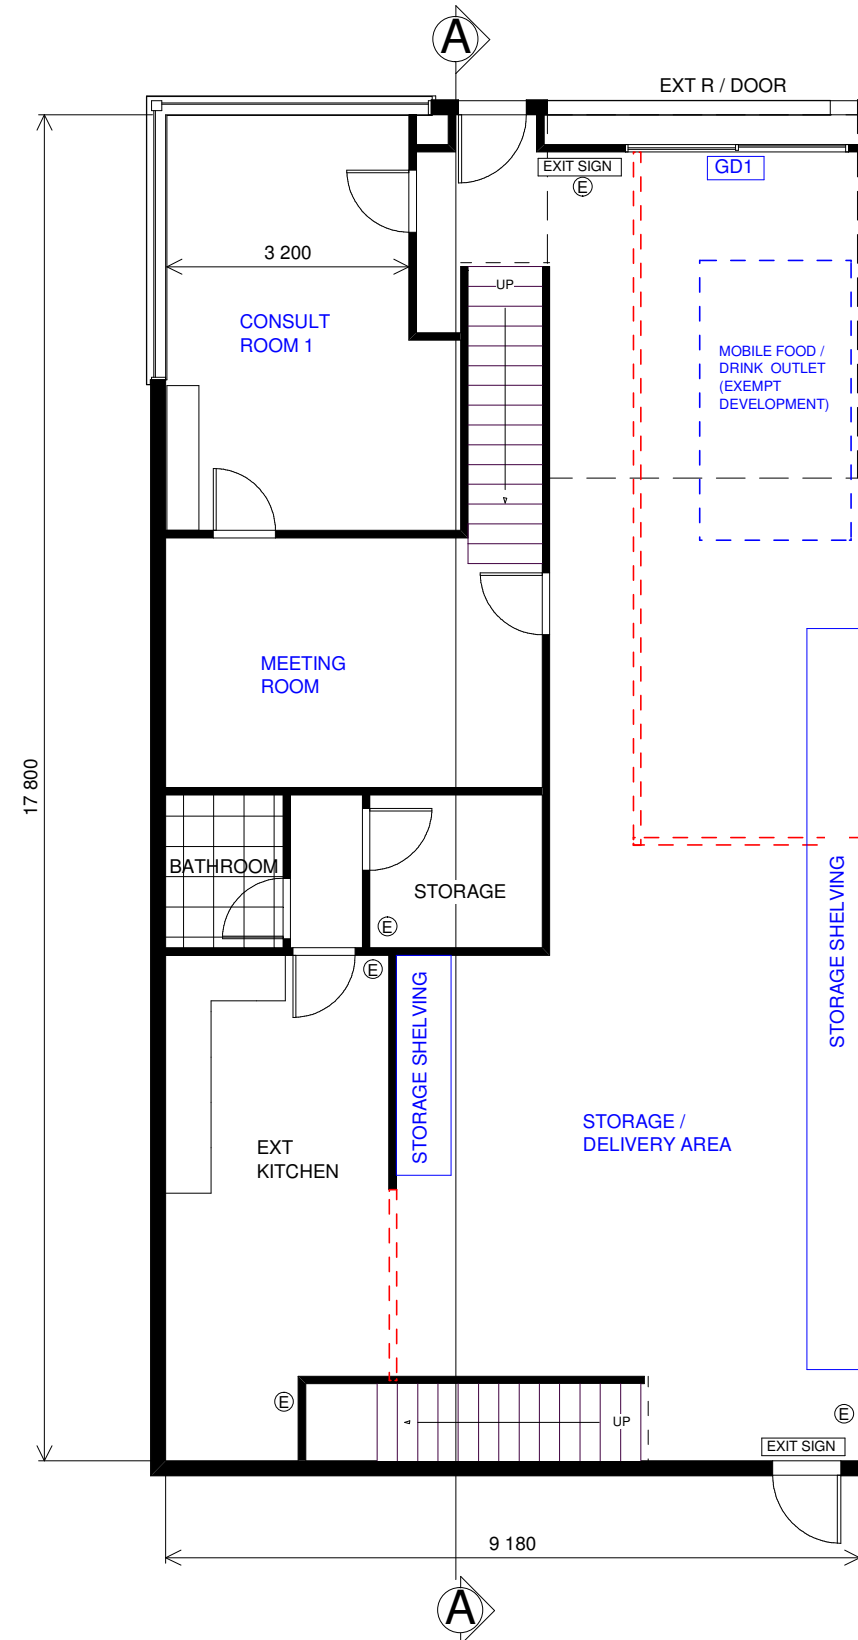 A
EXT R / DOOR
EXIT SIGN
E
GD1
3 200
UP
CONSULT
ROOM 1
MOBILE FOOD /
DRINK OUTLET
(EXEMPT
DEVELOPMENT)
MEETING
ROOM
17 800
BATHROOM
STORAGE
E
E
STORAGE SHELVING
STORAGE SHELVING
STORAGE /
DELIVERY AREA
EXT
KITCHEN
E
UP
E
EXIT SIGN
9 180
A